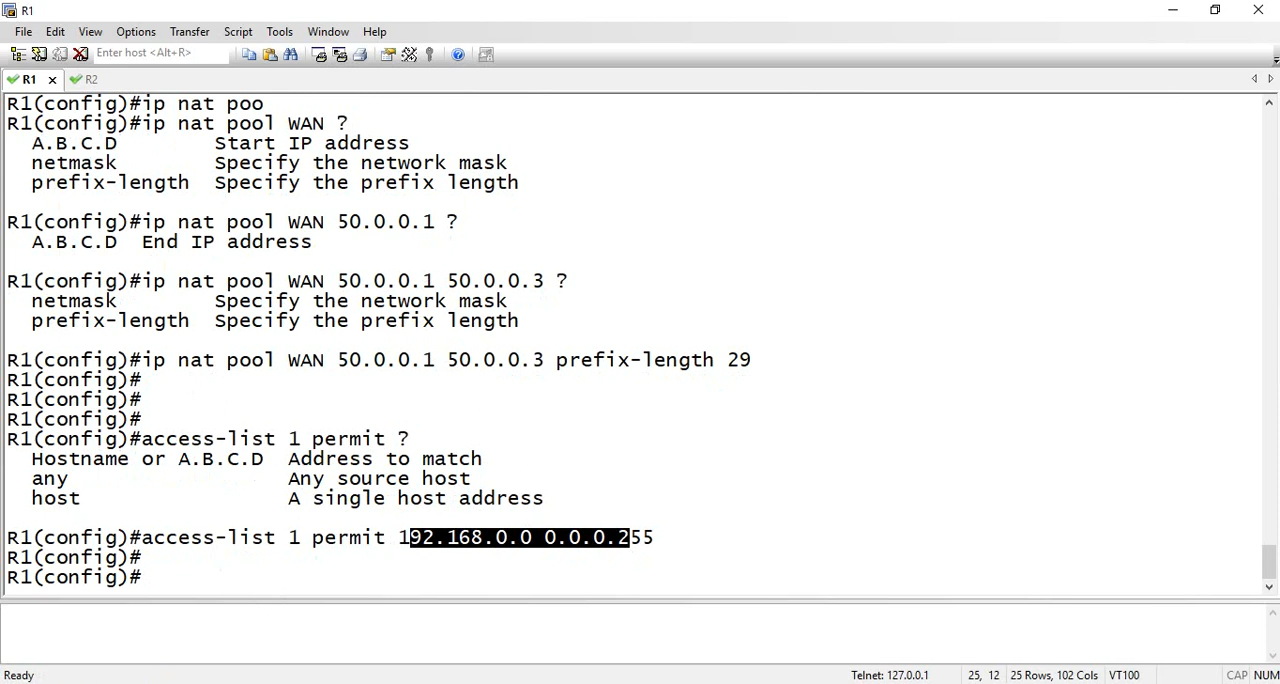 R1
File Edit View Options Transfer Script Tools Window Help
Enter host <Alt+R>
R1 R2
R1(config)#ip nat poo
R1(config)#ip nat pool WAN ?
A.B.C.D Start IP address
netmask Specify the network mask
prefix-length Specify the prefix length
R1(config)#ip nat pool WAN 50.0.0.1 ?
A.B.C.D End IP address
R1(config)#ip nat pool WAN 50.0.0.1 50.0.0.3 ?
netmask Specify the network mask
prefix-length Specify the prefix length
R1(config)#ip nat pool WAN 50.0.0.1 50.0.0.3 prefix-length 29
R1(config)#
R1(config)#
R1(config)#
R1(config)#access-list 1 permit ?
Hostname or A.B.C.D Address to match
any Any source host
host A single host address
R1(config)#access-list 1 permit 192.168.0.0 0.0.0.255
R1(config)#
R1(config)#
Ready Telnet: 127.0.0.1 25, 12 25 Rows, 102 Cols VT100 CAP NUM